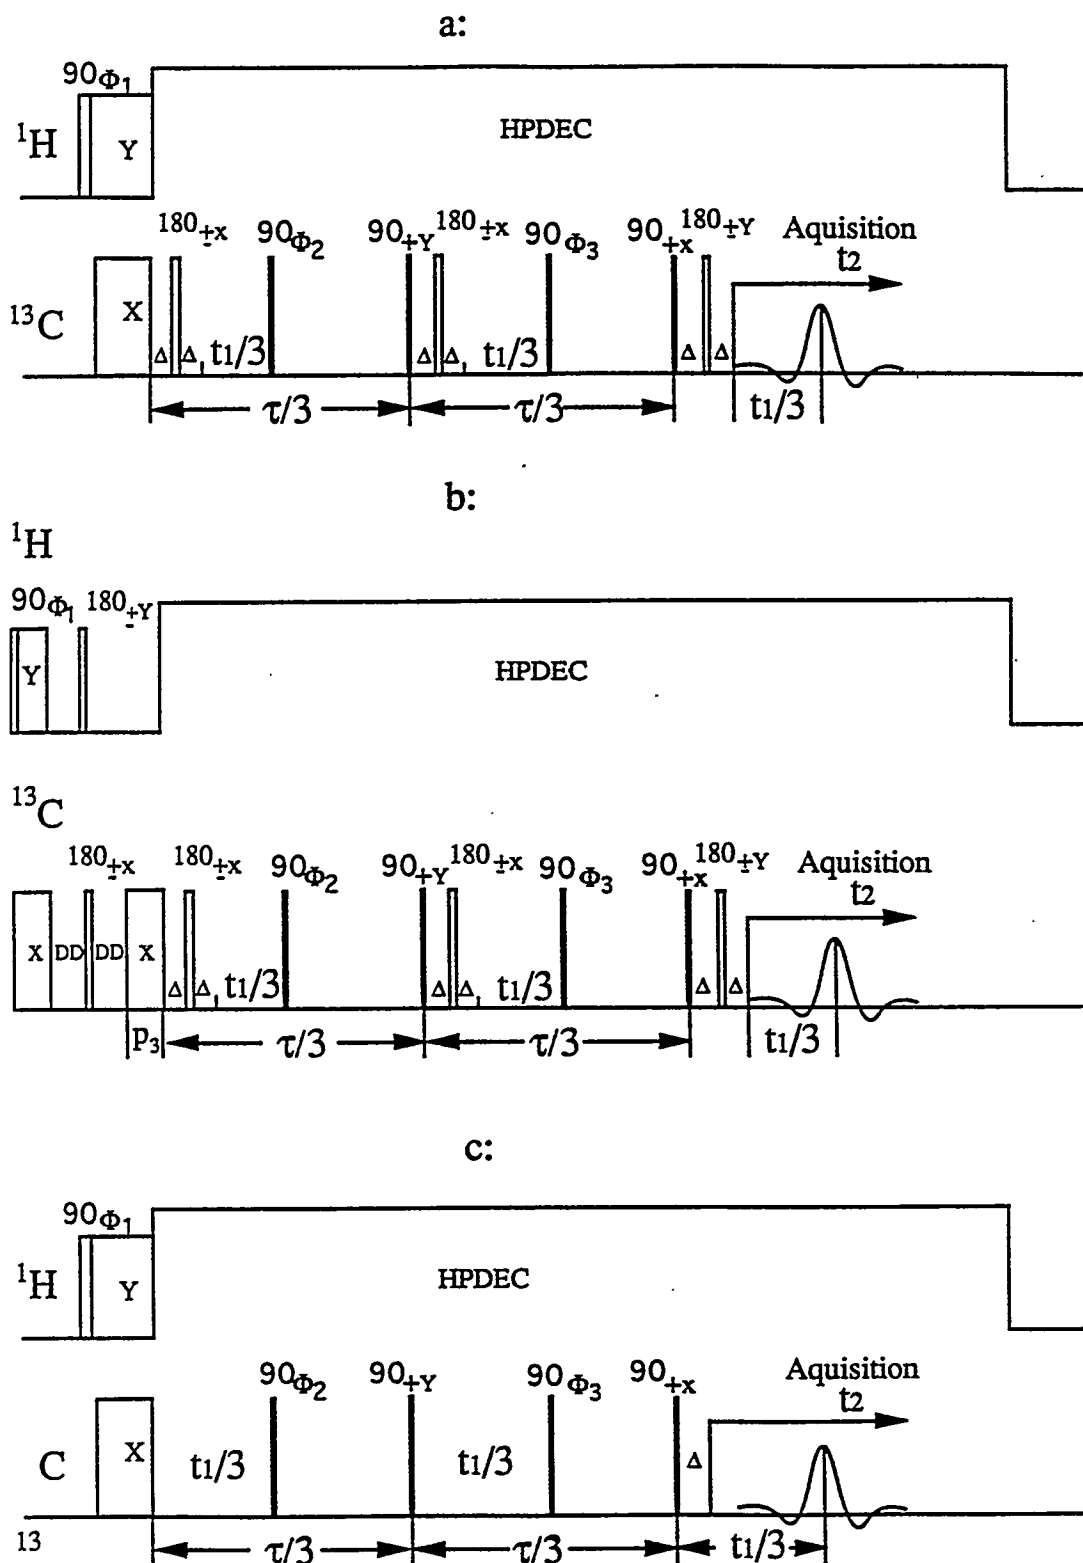 a:
90Φ1
1H
Y
HPDEC
180±x 90Φ2 90+Y 180±x 90Φ3 90+x 180±Y Aquisition
t2
13C
X
Δ Δ t1/3 Δ Δ t1/3 Δ Δ
τ/3 τ/3 t1/3
b:
1H
90Φ1 180±Y
Y
HPDEC
13C
180±x 180±x 90Φ2 90+Y 180±x 90Φ3 90+x 180±Y Aquisition
t2
X DD DD X Δ Δ t1/3 Δ Δ t1/3 Δ Δ
p3 τ/3 τ/3 t1/3
c:
90Φ1
1H
Y
HPDEC
90Φ2 90+Y 90Φ3 90+x Aquisition
t2
C
X
t1/3 t1/3 Δ
13
τ/3 τ/3 t1/3